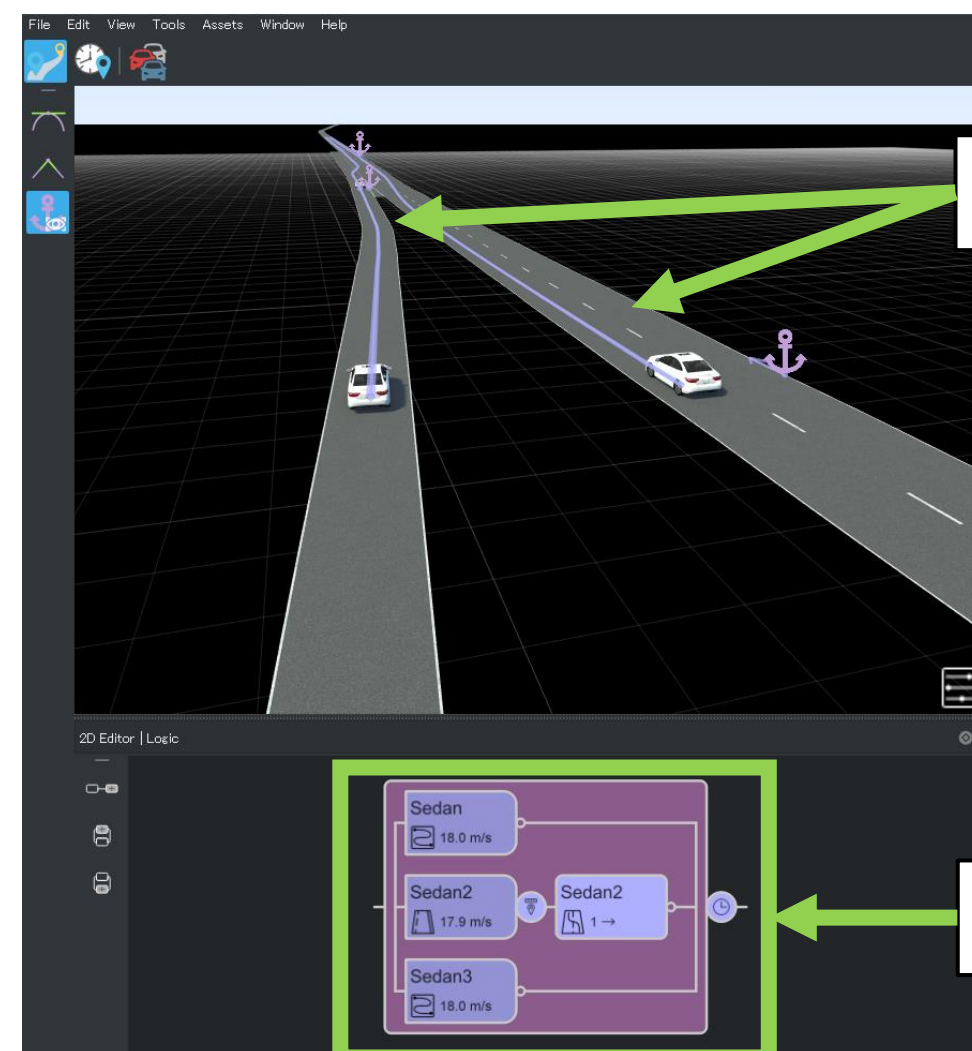 File Edit View Tools Assets Window Help
2D Editor | Logic
Sedan
18.0 m/s
Sedan2
17.9 m/s
Sedan2
1 →
Sedan3
18.0 m/s